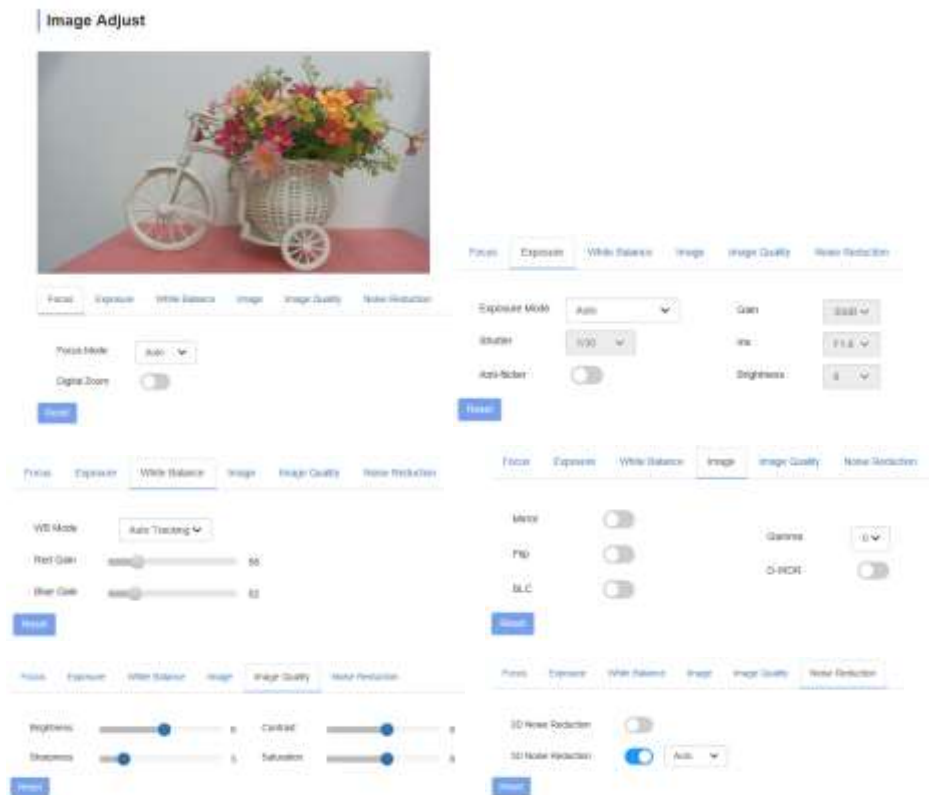 Image Adjust
Focus Exposure White Balance Image Image Quality Noise Reduction
Focus Mode Auto
Digital Zoom
Reset
Focus Exposure White Balance Image Image Quality Noise Reduction
Exposure Mode Auto Gain
Shutter 1/30 Iris F1.8
Anti-flicker Brightness
Reset
Focus Exposure White Balance Image Image Quality Noise Reduction
WB Mode Auto Tracking
Red Gain
Blue Gain
Reset
Focus Exposure White Balance Image Image Quality Noise Reduction
Mirror
Gamma 0
Flip
D-WDR
BLC
Reset
Focus Exposure White Balance Image Image Quality Noise Reduction
Brightness Contrast
Sharpness Saturation
Reset
Focus Exposure White Balance Image Image Quality Noise Reduction
2D Noise Reduction
3D Noise Reduction Auto
Reset